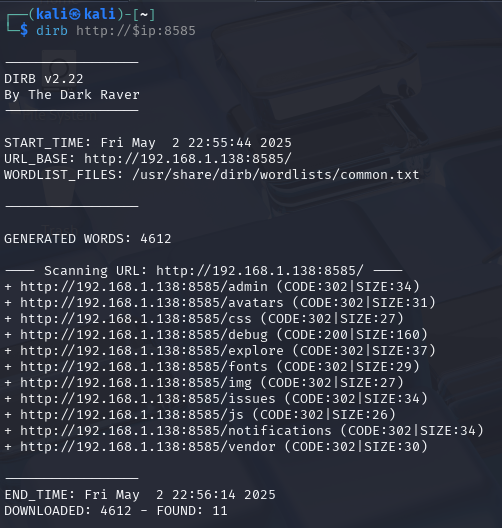 ┌──(kali㉿kali)-[~]
└─$ dirb http://$ip:8585
-----------------
DIRB v2.22
By The Dark Raver
-----------------
START_TIME: Fri May  2 22:55:44 2025
URL_BASE: http://192.168.1.138:8585/
WORDLIST_FILES: /usr/share/dirb/wordlists/common.txt
-----------------
GENERATED WORDS: 4612
---- Scanning URL: http://192.168.1.138:8585/ ----
+ http://192.168.1.138:8585/admin (CODE:302|SIZE:34)
+ http://192.168.1.138:8585/avatars (CODE:302|SIZE:31)
+ http://192.168.1.138:8585/css (CODE:302|SIZE:27)
+ http://192.168.1.138:8585/debug (CODE:200|SIZE:160)
+ http://192.168.1.138:8585/explore (CODE:302|SIZE:37)
+ http://192.168.1.138:8585/fonts (CODE:302|SIZE:29)
+ http://192.168.1.138:8585/img (CODE:302|SIZE:27)
+ http://192.168.1.138:8585/issues (CODE:302|SIZE:34)
+ http://192.168.1.138:8585/js (CODE:302|SIZE:26)
+ http://192.168.1.138:8585/notifications (CODE:302|SIZE:34)
+ http://192.168.1.138:8585/vendor (CODE:302|SIZE:30)
-----------------
END_TIME: Fri May  2 22:56:14 2025
DOWNLOADED: 4612 - FOUND: 11